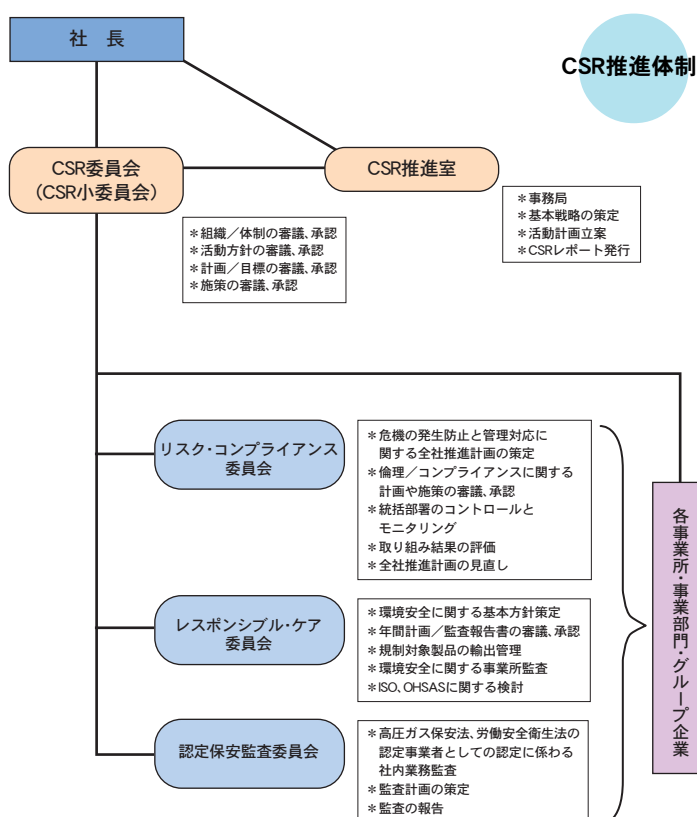 社 長
CSR推進体制
CSR委員会
（CSR小委員会）
CSR推進室
＊事務局
＊基本戦略の策定
＊活動計画立案
＊CSRレポート発行
＊組織／体制の審議、承認
＊活動方針の審議、承認
＊計画／目標の審議、承認
＊施策の審議、承認
リスク・コンプライアンス
委員会
＊危機の発生防止と管理対応に
関する全社推進計画の策定
＊倫理／コンプライアンスに関する
計画や施策の審議、承認
＊統括部署のコントロールと
モニタリング
＊取り組み結果の評価
＊全社推進計画の見直し
レスポンシブル・ケア
委員会
＊環境安全に関する基本方針策定
＊年間計画／監査報告書の審議、承認
＊規制対象製品の輸出管理
＊環境安全に関する事業所監査
＊ISO、OHSASに関する検討
認定保安監査委員会
＊高圧ガス保安法、労働安全衛生法の
認定事業者としての認定に係わる
社内業務監査
＊監査計画の策定
＊監査の報告
各事業所・事業部門・グループ企業